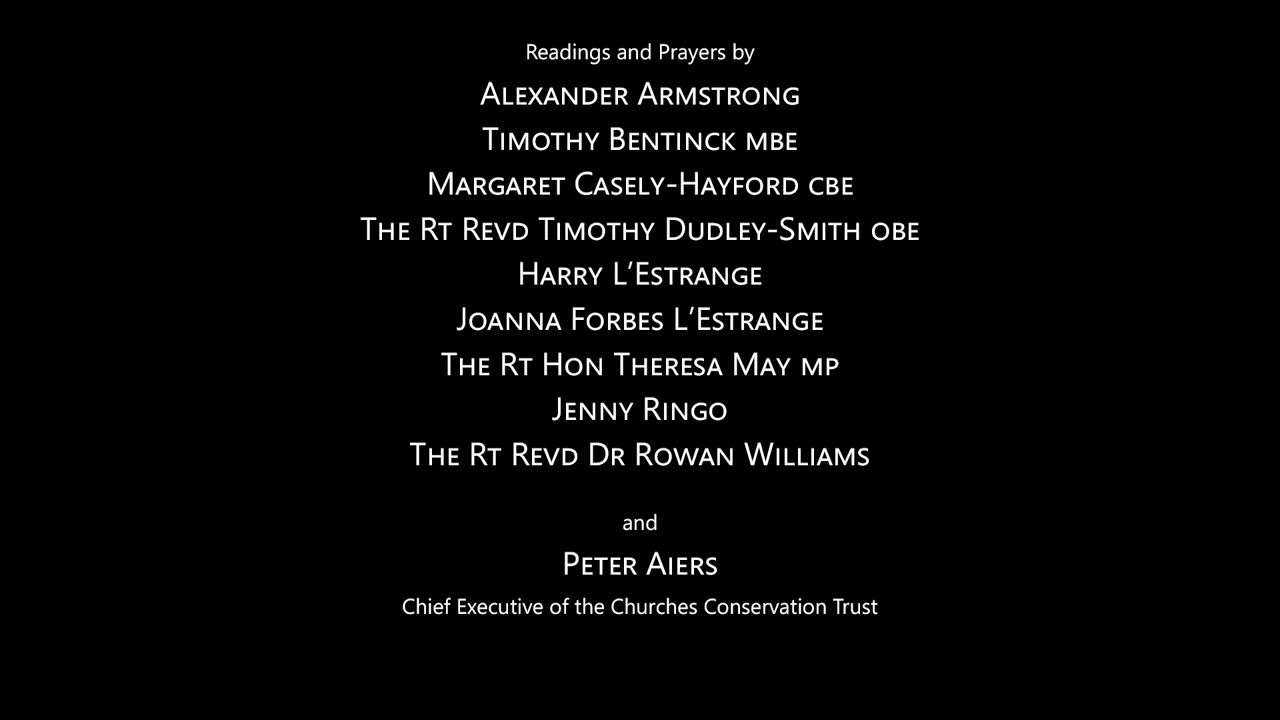 Readings and Prayers by
Alexander Armstrong
Timothy Bentinck MBE
Margaret Casely-Hayford CBE
The Rt Revd Timothy Dudley-Smith OBE
Harry L’Estrange
Joanna Forbes L’Estrange
The Rt Hon Theresa May MP
Jenny Ringo
The Rt Revd Dr Rowan Williams
and
Peter Aiers
Chief Executive of the Churches Conservation Trust